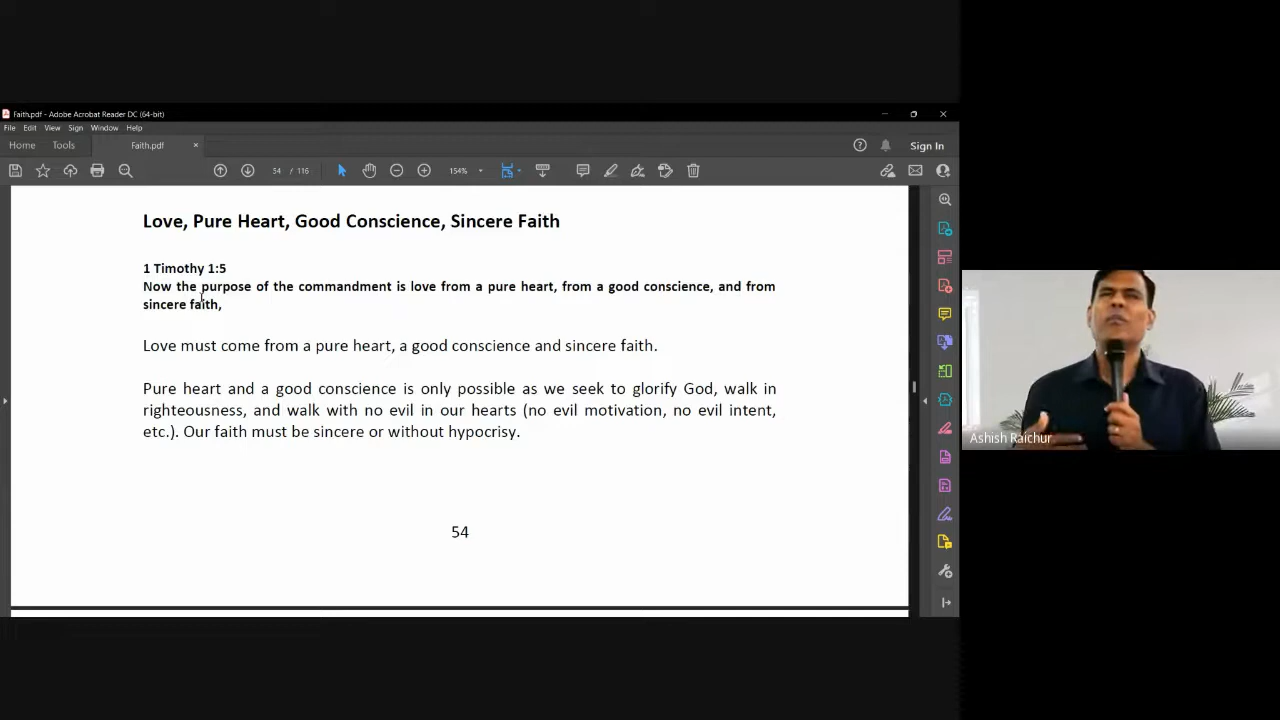 Faith.pdf - Adobe Acrobat Reader DC (64-bit)
File Edit View Sign Window Help
Home Tools Faith.pdf × Sign In
54 / 116 154%
Love, Pure Heart, Good Conscience, Sincere Faith
1 Timothy 1:5
Now the purpose of the commandment is love from a pure heart, from a good conscience, and from
sincere faith,
Love must come from a pure heart, a good conscience and sincere faith.
Pure heart and a good conscience is only possible as we seek to glorify God, walk in
righteousness, and walk with no evil in our hearts (no evil motivation, no evil intent,
etc.). Our faith must be sincere or without hypocrisy.
54
Ashish Raichur